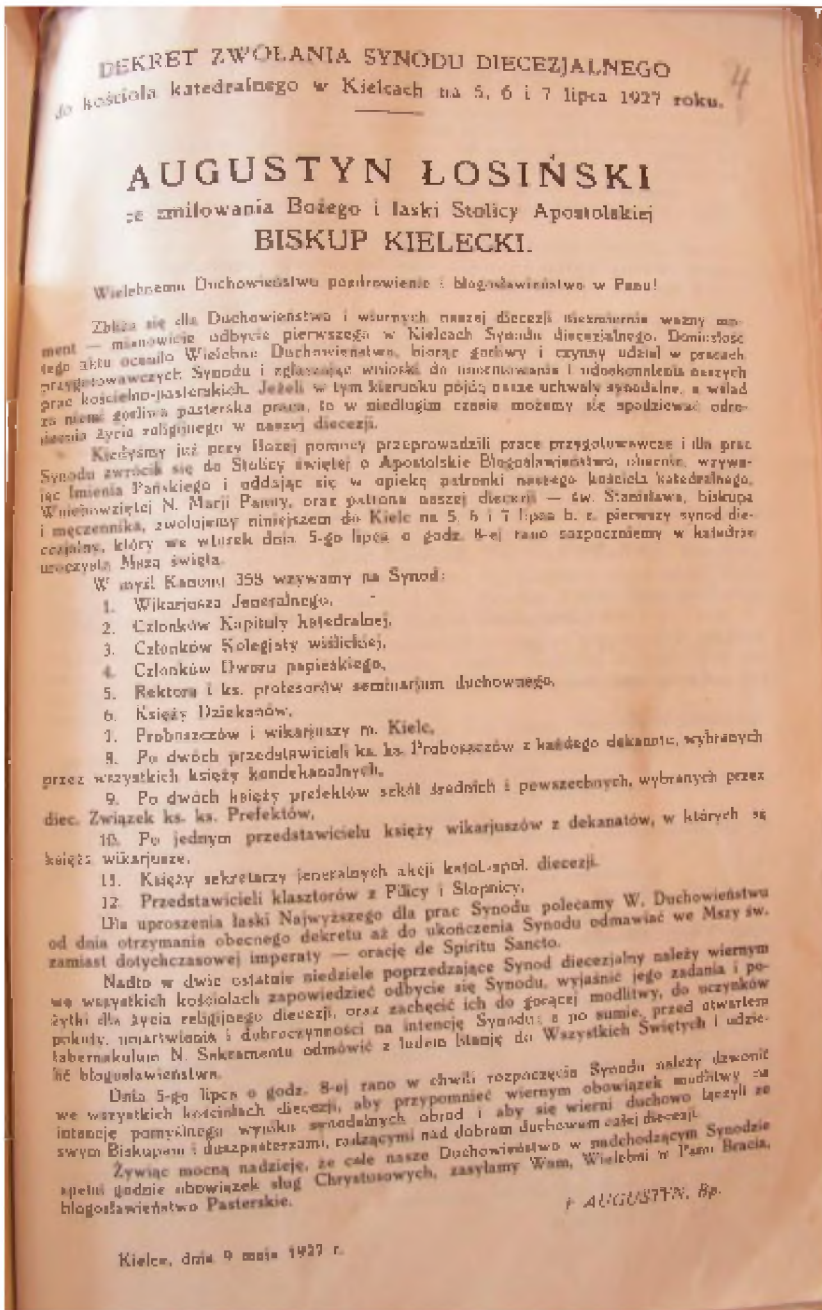 4
DEKRET ZWOŁANIA SYNODU DIECEZJALNEGO
do kościoła katedralnego w Kielcach na 5, 6 i 7 lipca 1927 roku.
AUGUSTYN ŁOSIŃSKI
ze zmiłowania Bożego i łaski Stolicy Apostolskiej
BISKUP KIELECKI.
Wielebnemu Duchowieństwu pozdrowienie i błogosławieństwo w Panu!
Zbliża się dla Duchowieństwa i wiernych naszej diecezji niezmiernie ważny mo-
ment — mianowicie odbycie pierwszego w Kielcach Synodu diecezjalnego. Doniosłość
tego aktu oceniło Wielebne Duchowieństwo, biorąc gorliwy i czynny udział w pracach
przygotowawczych Synodu i zgłaszając wnioski do unormowania i udoskonalenia naszych
prac kościelno-pasterskich. Jeżeli w tym kierunku pójdą nasze uchwały synodalne, a wślad
za niemi gorliwa pasterska praca, to w niedługim czasie możemy się spodziewać odro-
dzenia życia religijnego w naszej diecezji.
Kiedyśmy już przy Bożej pomocy przeprowadzili prace przygotowawcze i dla prac
Synodu zwrócili się do Stolicy świętej o Apostolskie Błogosławieństwo, obecnie, wzywa-
jąc Imienia Pańskiego i oddając się w opiekę patronki naszego kościoła katedralnego,
Wniebowziętej N. Marji Panny, oraz patrona naszej diecezji — św. Stanisława, biskupa
i męczennika, zwołujemy niniejszem do Kielc na 5, 6 i 7 lipca b. r. pierwszy synod die-
cezjalny, który we wtorek dnia 5-go lipca o godz. 8-ej rano rozpoczniemy w katedrze
uroczystą Mszą świętą.
W myśl Kanonu 358 wzywamy na Synod:
1. Wikarjusza Jeneralnego,
2. Członków Kapituły katedralnej,
3. Członków Kolegjaty wiślickiej,
4. Członków Dworu papieskiego,
5. Rektora i ks. profesorów seminarjum duchownego,
6. Księży Dziekanów,
7. Proboszczów i wikarjuszy m. Kielc,
8. Po dwóch przedstawicieli ks. ks. Proboszczów z każdego dekanatu, wybranych
przez wszystkich księży kondekanalnych,
9. Po dwóch księży prefektów szkół średnich i powszechnych, wybranych przez
diec. Związek ks. ks. Prefektów,
10. Po jednym przedstawicielu księży wikarjuszów z dekanatów, w których są
księża wikarjusze,
11. Księży sekretarzy jeneralnych akcji katol.-społ. diecezji.
12. Przedstawicieli klasztorów z Pilicy i Stopnicy,
Dla uproszenia łaski Najwyższego dla prac Synodu polecamy W. Duchowieństwu
od dnia otrzymania obecnego dekretu aż do ukończenia Synodu odmawiać we Mszy św.
zamiast dotychczasowej imperaty — orację de Spiritu Sancto.
Nadto w dwie ostatnie niedziele poprzedzające Synod diecezjalny należy wiernym
we wszystkich kościołach zapowiedzieć odbycie się Synodu, wyjaśnić jego zadania i po-
żytki dla życia religijnego diecezji, oraz zachęcić ich do gorącej modlitwy, do uczynków
pokuty, umartwienia i dobroczynności na intencję Synodu; a po sumie, przed otwartem
tabernakulum N. Sakramentu odmówić z ludem litanję do Wszystkich Świętych i udzie-
lić błogosławieństwa.
Dnia 5-go lipca o godz. 8-ej rano w chwili rozpoczęcia Synodu należy dzwonić
we wszystkich kościołach diecezji, aby przypomnieć wiernym obowiązek modlitwy na
intencję pomyślnego wyniku synodalnych obrad i aby się wierni duchowo łączyli ze
swym Biskupem i duszpasterzami, radzącymi nad dobrem duchowem całej diecezji.
Żywiąc mocną nadzieję, że całe nasze Duchowieństwo w nadchodzącym Synodzie
spełni godnie obowiązek sług Chrystusowych, zasyłamy Wam, Wielebni w Panu Bracia,
błogosławieństwo Pasterskie.
† AUGUSTYN, Bp.
Kielce, dnia 9 maja 1927 r.